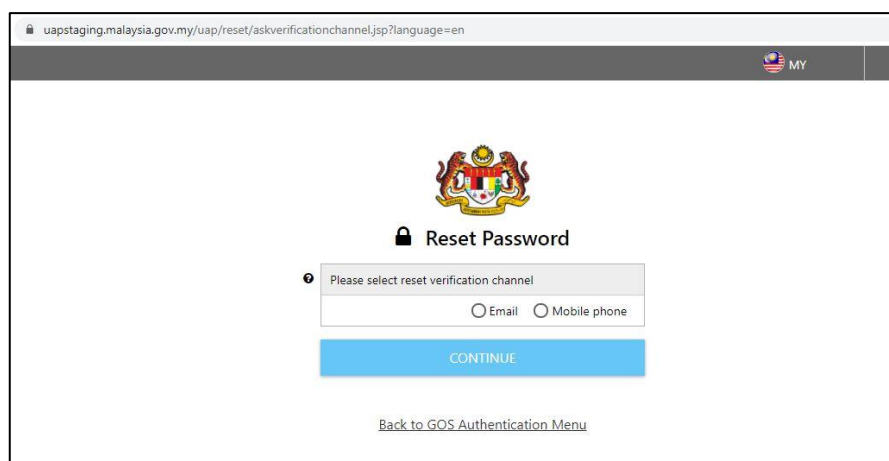 uapstaging.malaysia.gov.my/uap/reset/askverificationchannel.jsp?language=en
MY
Reset Password
Please select reset verification channel
Email Mobile phone
CONTINUE
Back to GOS Authentication Menu